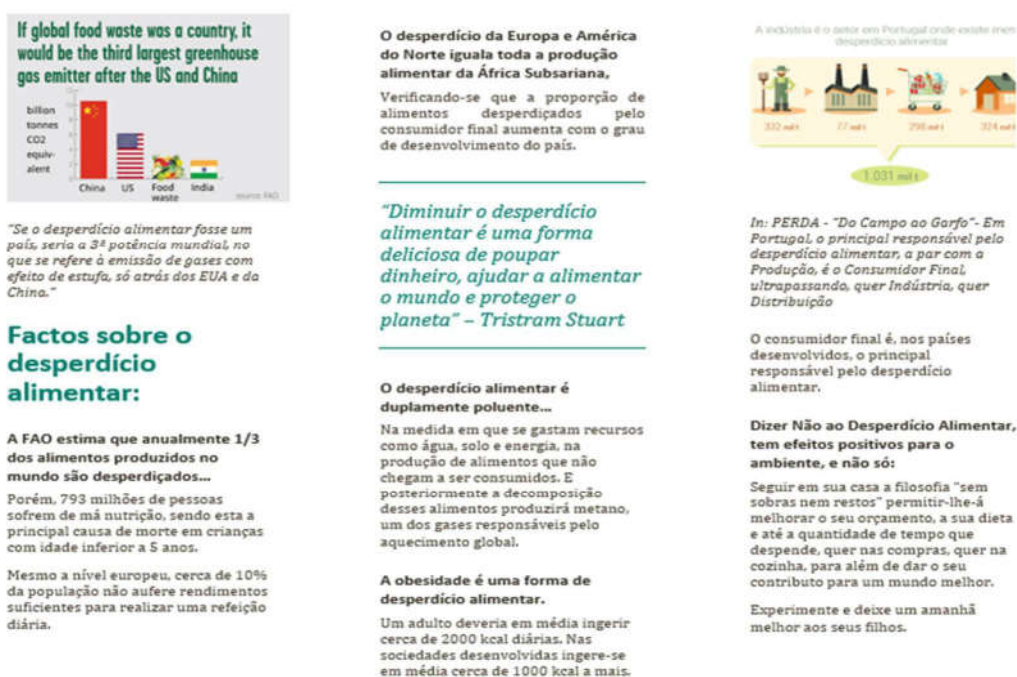 If global food waste was a country, it
would be the third largest greenhouse
gas emitter after the US and China
billion
tonnes
CO2
equiv-
alent
12
10
8
6
4
2
0
China
US
Food
waste
India
source: FAO
"Se o desperdício alimentar fosse um
país, seria a 3ª potência mundial, no
que se refere à emissão de gases com
efeito de estufa, só atrás dos EUA e da
China."
Factos sobre o
desperdício
alimentar:
A FAO estima que anualmente 1/3
dos alimentos produzidos no
mundo são desperdiçados...
Porém, 793 milhões de pessoas
sofrem de má nutrição, sendo esta a
principal causa de morte em crianças
com idade inferior a 5 anos.
Mesmo a nível europeu, cerca de 10%
da população não aufere rendimentos
suficientes para realizar uma refeição
diária.
O desperdício da Europa e América
do Norte iguala toda a produção
alimentar da África Subsariana,
Verificando-se que a proporção de
alimentos desperdiçados pelo
consumidor final aumenta com o grau
de desenvolvimento do país.
"Diminuir o desperdício
alimentar é uma forma
deliciosa de poupar
dinheiro, ajudar a alimentar
o mundo e proteger o
planeta" – Tristram Stuart
O desperdício alimentar é
duplamente poluente...
Na medida em que se gastam recursos
como água, solo e energia, na
produção de alimentos que não
chegam a ser consumidos. E
posteriormente a decomposição
desses alimentos produzirá metano,
um dos gases responsáveis pelo
aquecimento global.
A obesidade é uma forma de
desperdício alimentar.
Um adulto deveria em média ingerir
cerca de 2000 kcal diárias. Nas
sociedades desenvolvidas ingere-se
em média cerca de 1000 kcal a mais.
A indústria é o setor em Portugal onde existe men
desperdício alimentar
332 mil t
77 mil t
298 mil t
324 mil t
1.031 mil t
In: PERDA - "Do Campo ao Garfo"- Em
Portugal, o principal responsável pelo
desperdício alimentar, a par com a
Produção, é o Consumidor Final,
ultrapassando, quer Indústria, quer
Distribuição
O consumidor final é, nos países
desenvolvidos, o principal
responsável pelo desperdício
alimentar.
Dizer Não ao Desperdício Alimentar,
tem efeitos positivos para o
ambiente, e não só:
Seguir em sua casa a filosofia "sem
sobras nem restos" permitir-lhe-á
melhorar o seu orçamento, a sua dieta
e até a quantidade de tempo que
despende, quer nas compras, quer na
cozinha, para além de dar o seu
contributo para um mundo melhor.
Experimente e deixe um amanhã
melhor aos seus filhos.